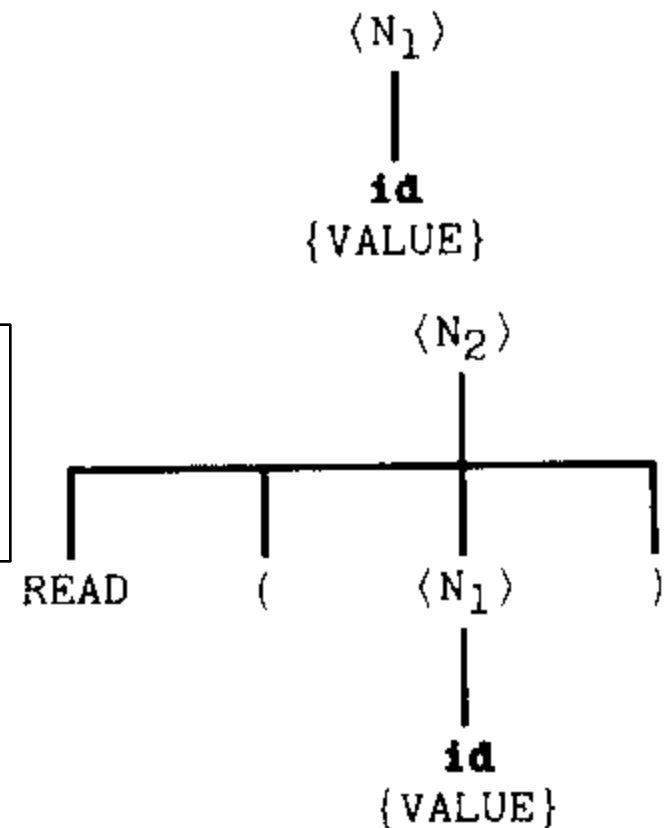 ⟨N1⟩
id
{VALUE}
⟨N2⟩
READ ( ⟨N1⟩ )
id
{VALUE}